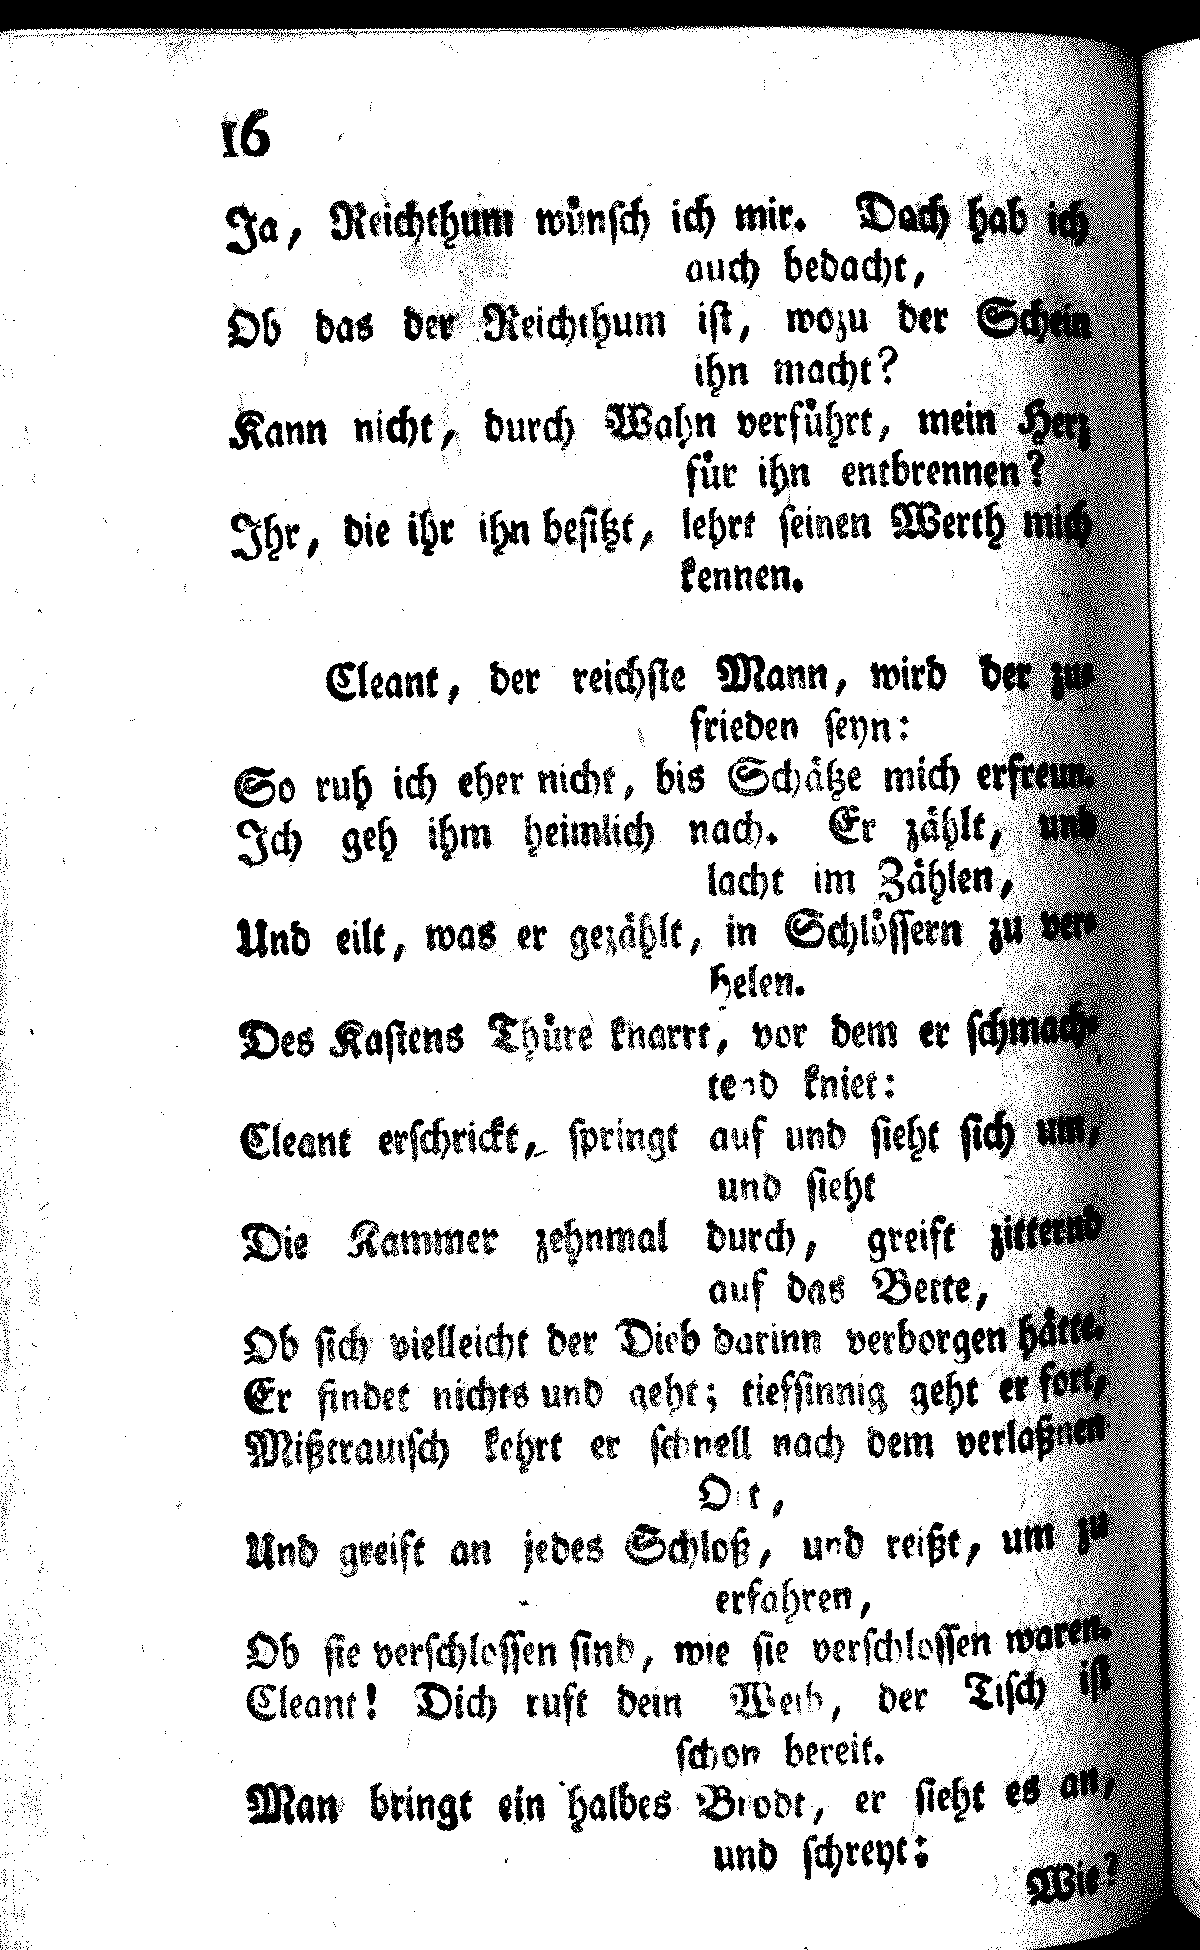 16
Ja, Reichthum wünsch ich mir. Doch hab ich
auch bedacht,
Ob das der Reichthum ist, wozu der Schein
ihn macht?
Kann nicht, durch Wahn verführt, mein Herz
für ihn entbrennen?
Ihr, die ihr ihn besitzt, lehrt seinen Werth mich
kennen.
Cleant, der reichste Mann, wird der zu-
frieden seyn:
So ruh ich eher nicht, bis Schätze mich erfreun.
Ich geh ihm heimlich nach. Er zählt, und
lacht im Zählen,
Und eilt, was er gezählt, in Schlössern zu ver-
helen.
Des Kastens Thüre knarrt, vor dem er schmach-
tend kniet:
Cleant erschrickt, springt auf und sieht sich um,
und sieht
Die Kammer zehnmal durch, greift zitternd
auf das Bette,
Ob sich vielleicht der Dieb darinn verborgen hätte.
Er findet nichts und geht; tiefsinnig geht er fort,
Mißtrauisch kehrt er schnell nach dem verlaßnen
Ort,
Und greift an jedes Schloß, und reißt, um zu
erfahren,
Ob sie verschlossen sind, wie sie verschlossen waren.
Cleant! Dich ruft dein Weib, der Tisch ist
schon bereit.
Man bringt ein halbes Brodt, er sieht es an,
und schreyt:
Wie?